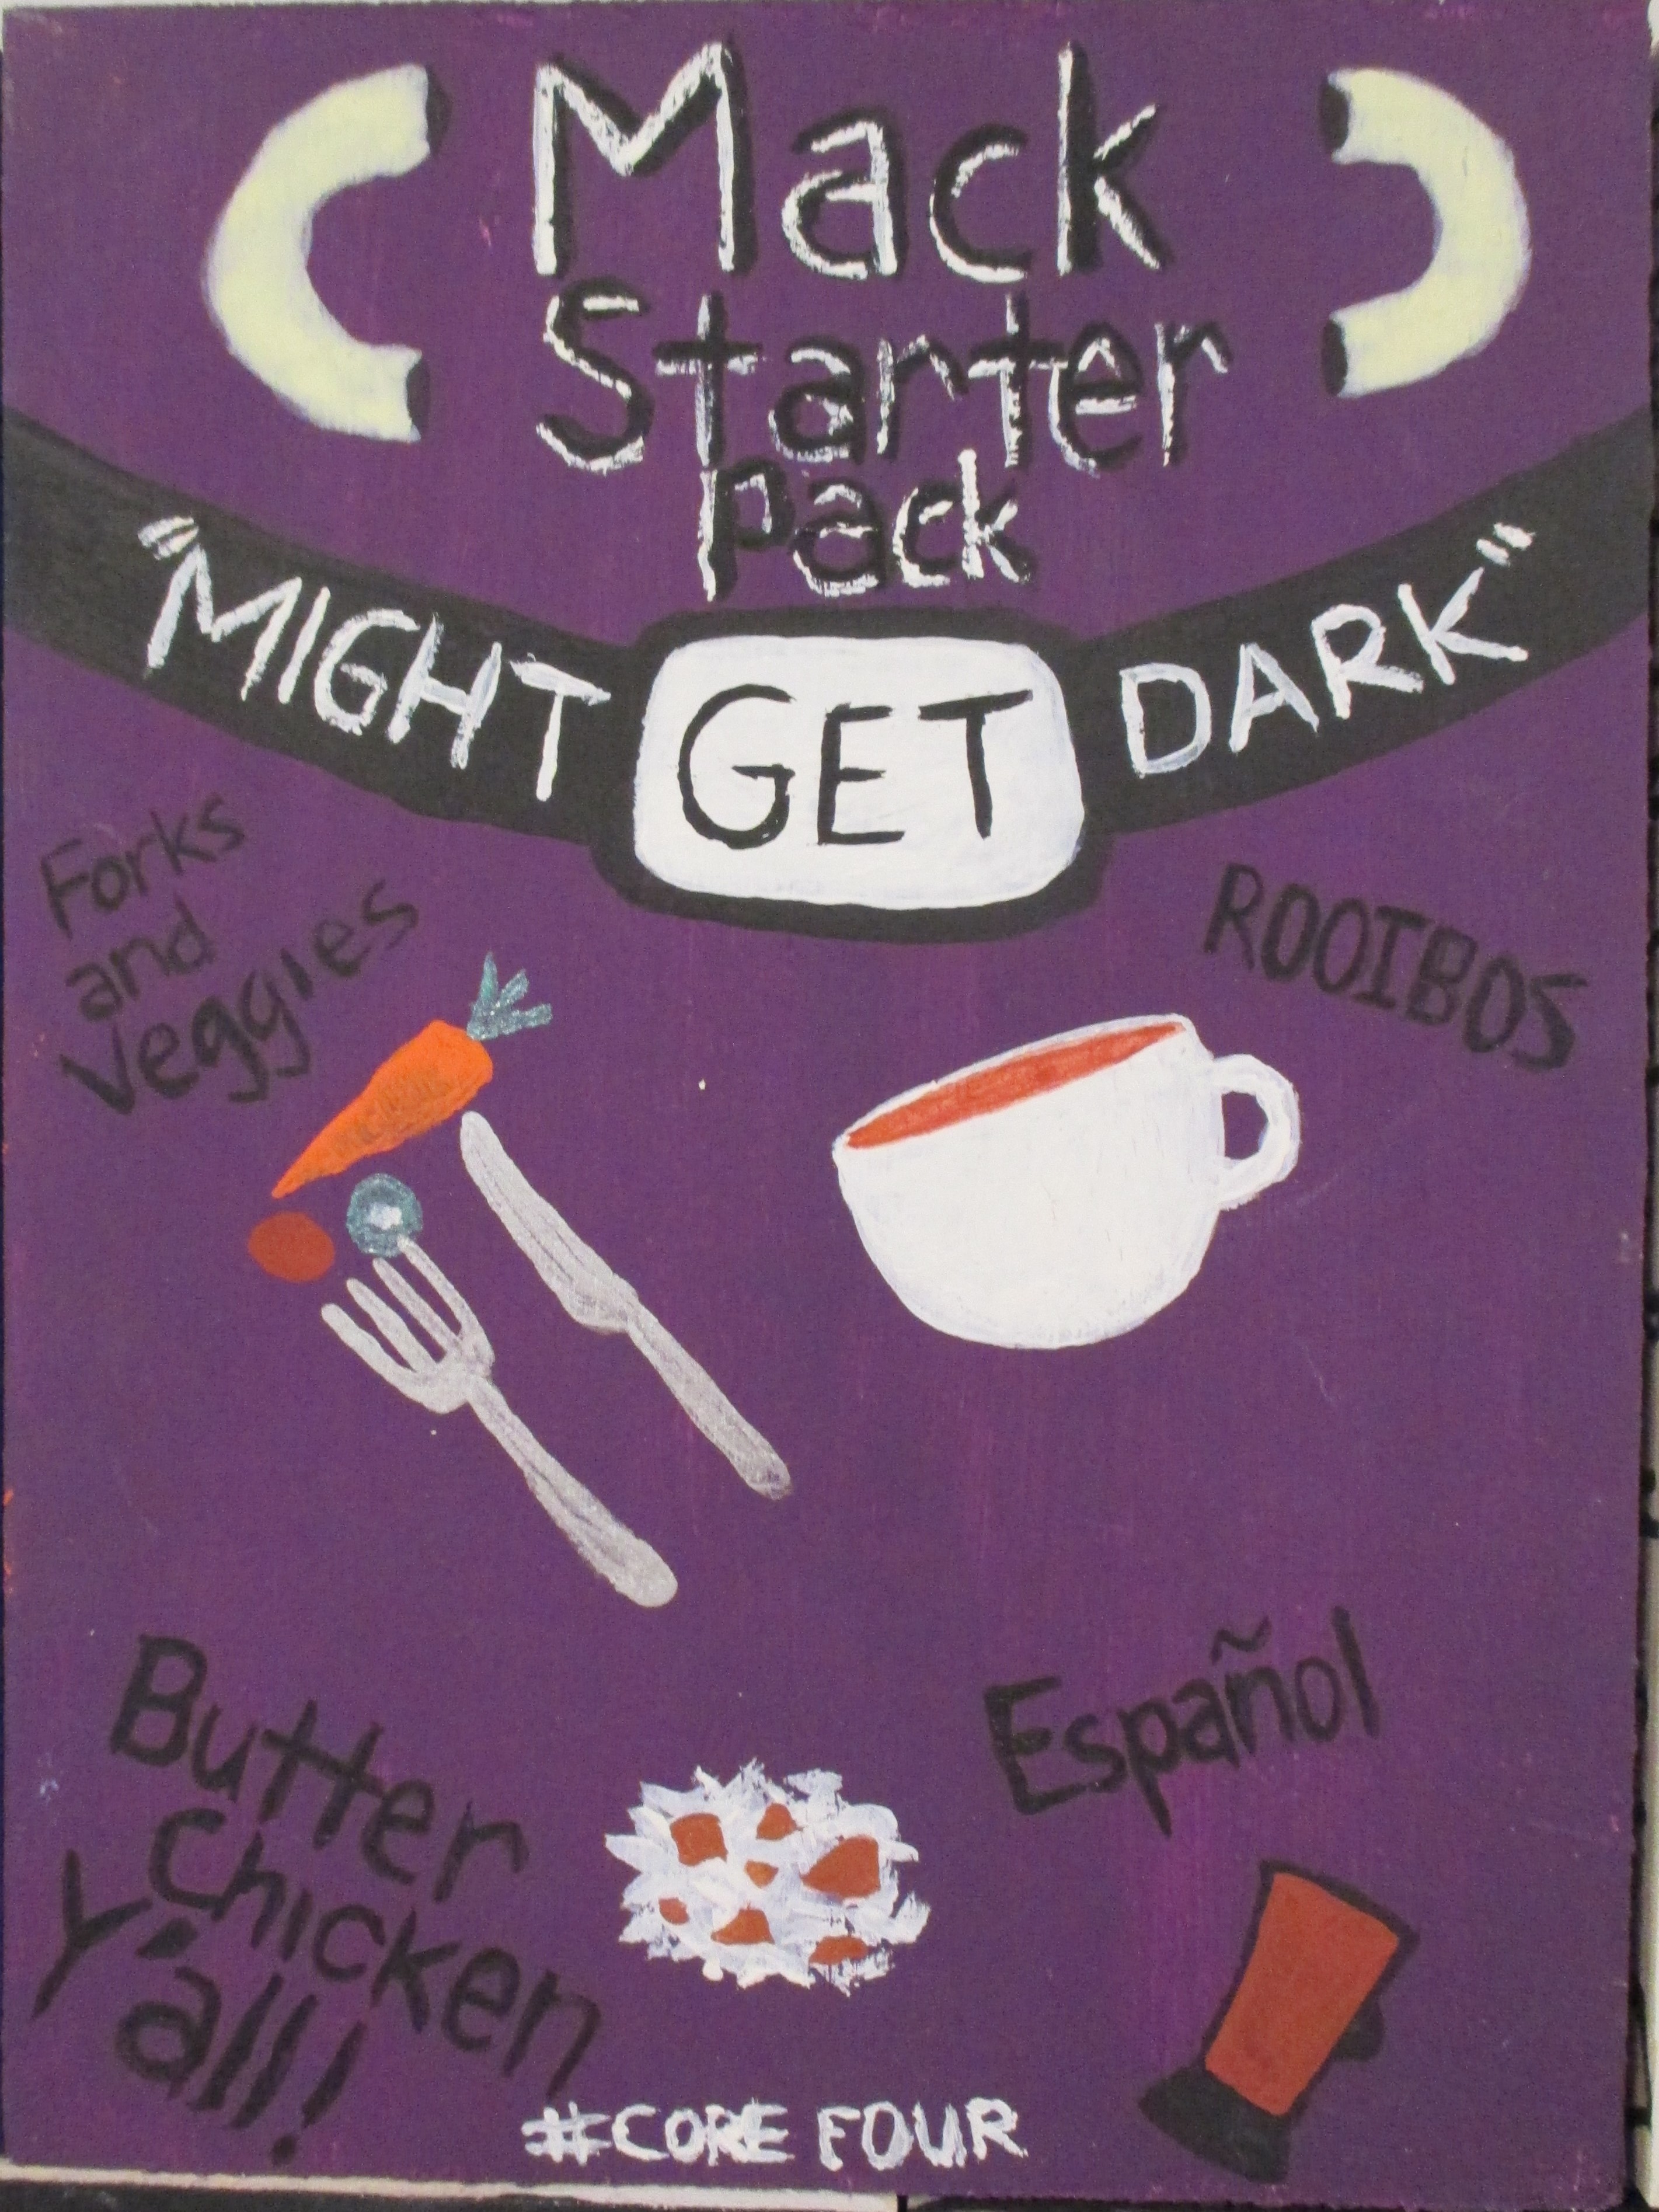 Mack
Starter
Pack
"MIGHT GET DARK"
Forks
and
Veggies
ROOIBOS
Butter
Chicken
Y'all!
Español
#CORE FOUR